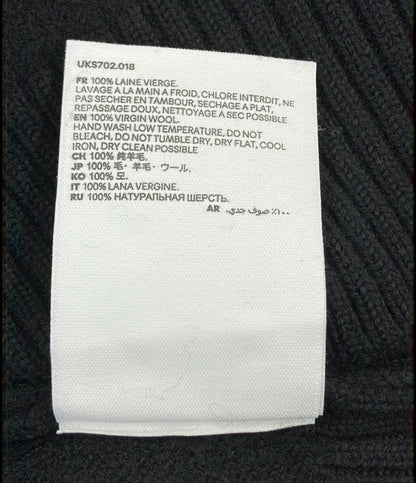 UKS702.018
FR 100% LAINE VIERGE.
LAVAGE A LA MAIN A FROID, CHLORE INTERDIT, NE
PAS SECHER EN TAMBOUR, SECHAGE A PLAT,
REPASSAGE DOUX, NETTOYAGE A SEC POSSIBLE
EN 100% VIRGIN WOOL.
HAND WASH LOW TEMPERATURE, DO NOT
BLEACH, DO NOT TUMBLE DRY, DRY FLAT, COOL
IRON, DRY CLEAN POSSIBLE
CH 100% 純羊毛
JP 100% 毛・羊毛・ウール.
KO 100% 모.
IT 100% LANA VERGINE.
RU 100% НАТУРАЛЬНАЯ ШЕРСТЬ.
AR .١٠٠٪ صوف جدي